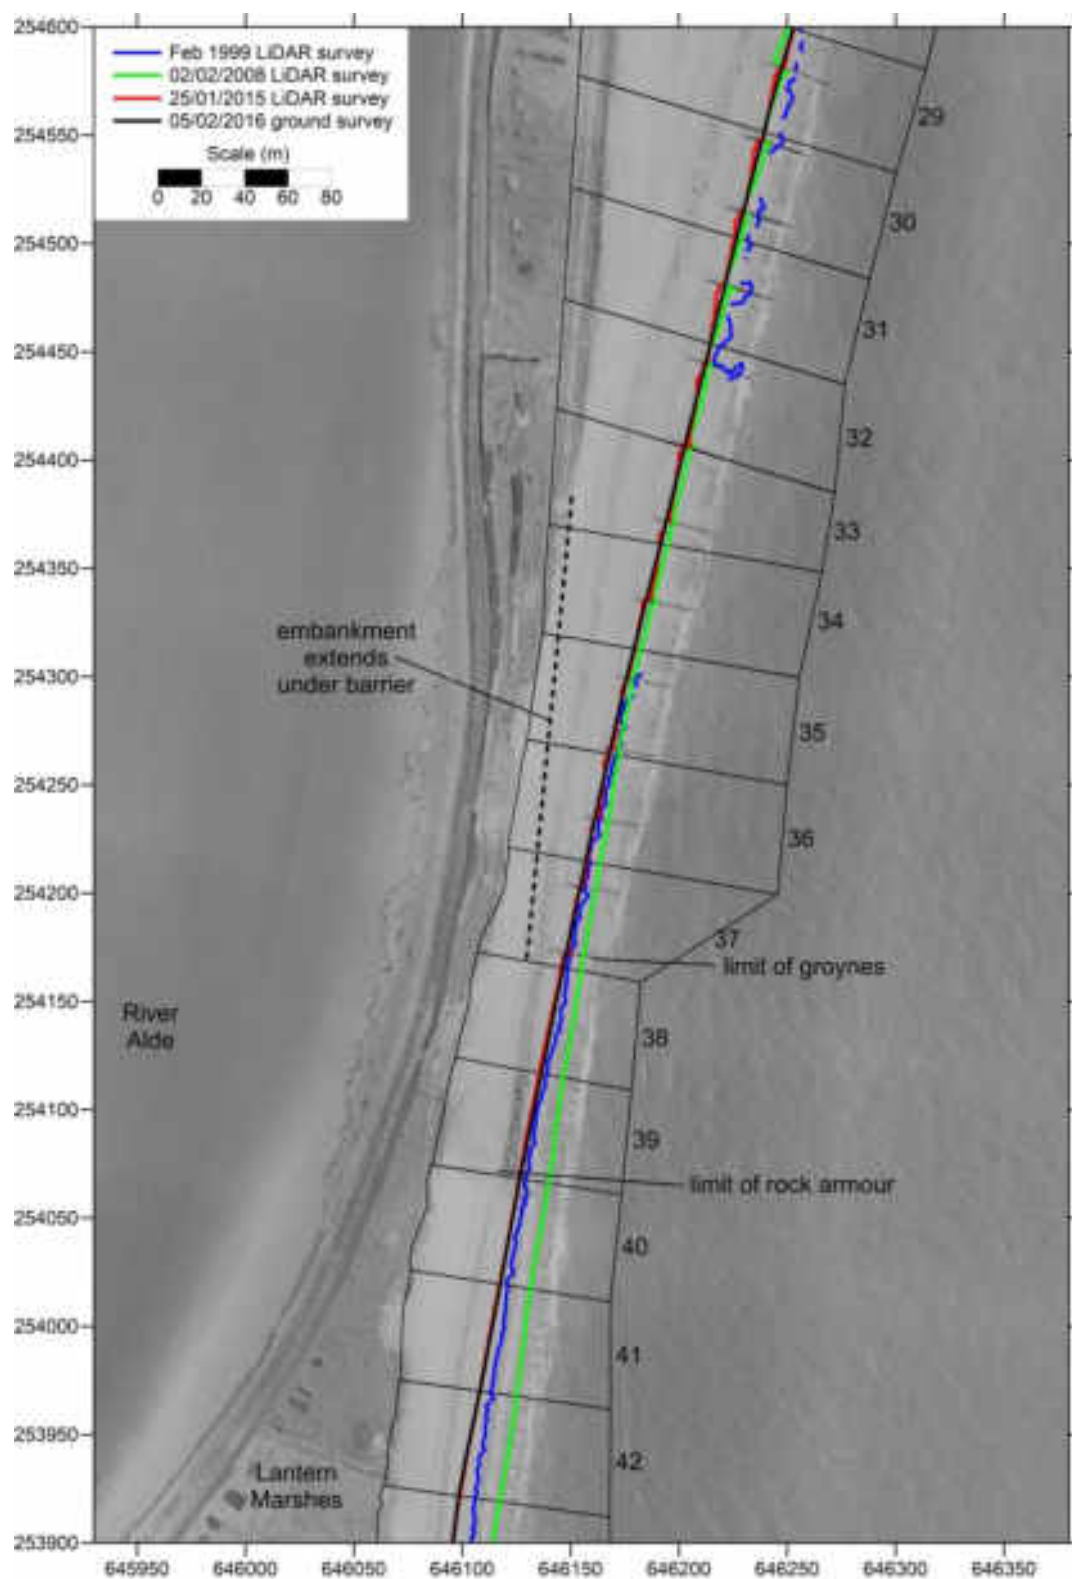 254600
Feb 1999 LiDAR survey
02/02/2008 LiDAR survey
25/01/2015 LiDAR survey
05/02/2016 ground survey
Scale (m)
0 20 40 60 80
29
254550
30
254500
31
254450
32
254400
33
254350
34
embankment
extends
under barrier
254300
35
254250
36
254200
37
limit of groynes
254150
River
Alde
38
254100
39
limit of rock armour
254050
40
254000
41
253950
42
Lantern
Marshes
253900
645950 646000 646050 646100 646150 646200 646250 646300 646350